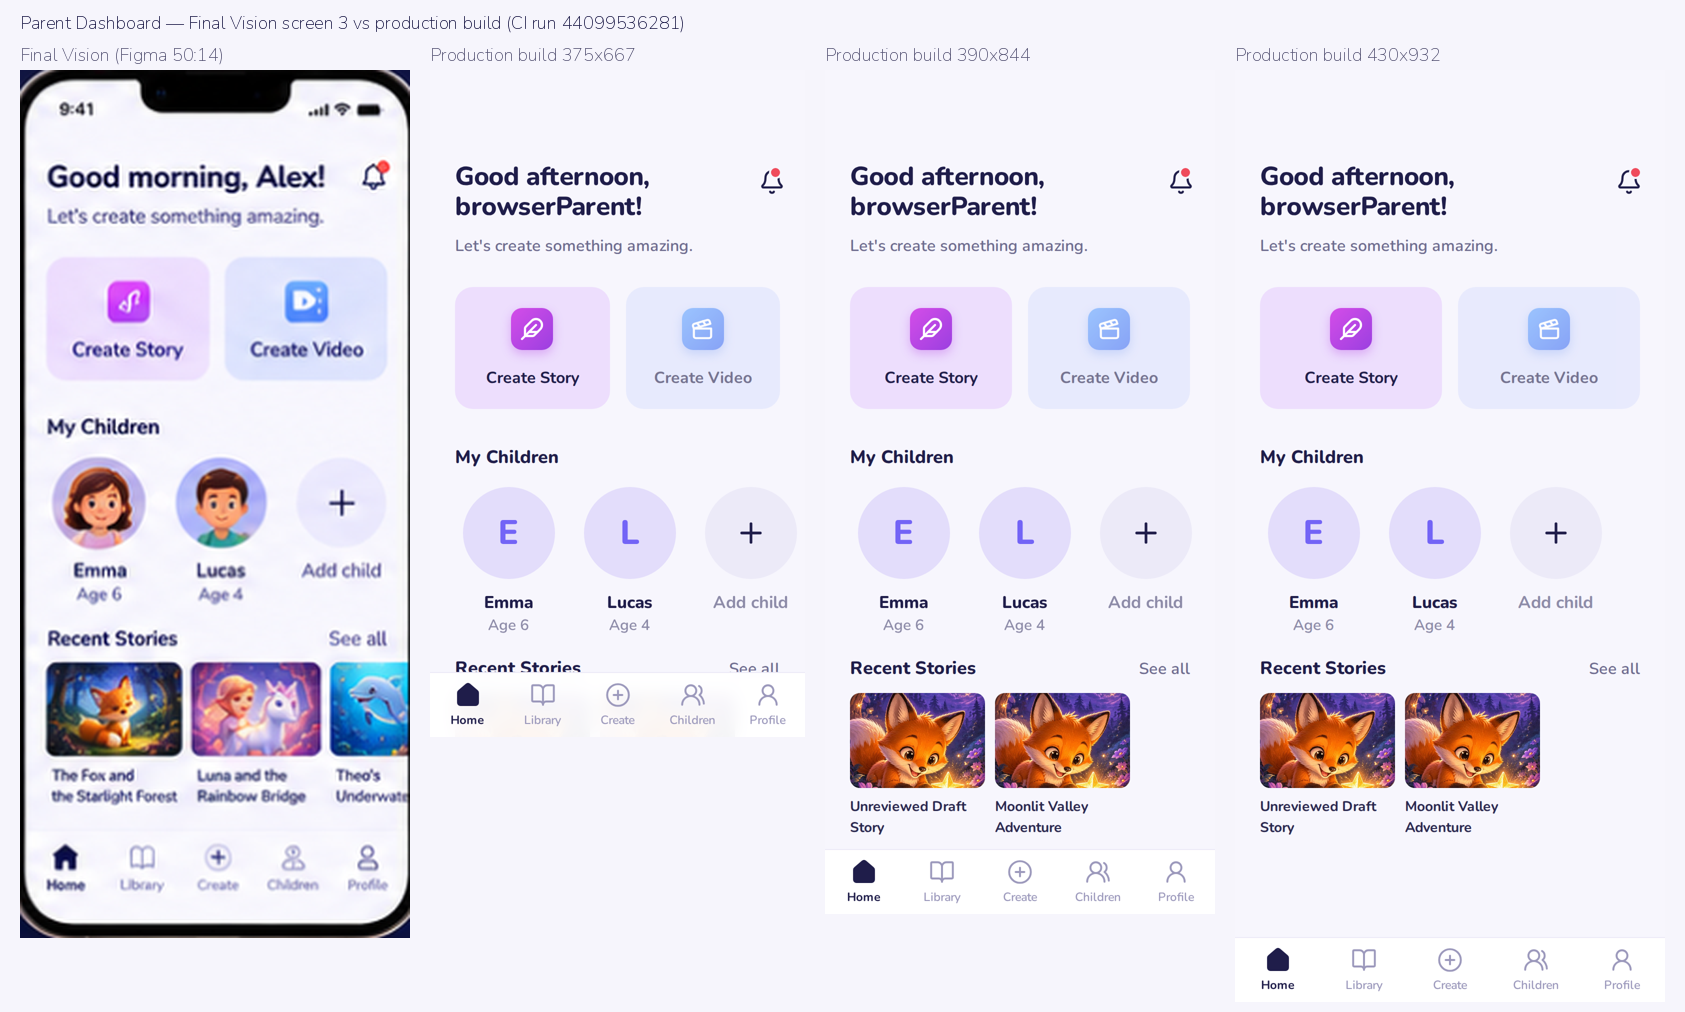 Parent Dashboard — Final Vision screen 3 vs production build (CI run 44099536281)
Final Vision (Figma 50:14)
9:41
Good morning, Alex!
Let's create something amazing.
Create Story
Create Video
My Children
Emma
Age 6
Lucas
Age 4
Add child
Recent Stories
See all
The Fox and
the Starlight Forest
Luna and the
Rainbow Bridge
Theo's
Underwate
Home
Library
Create
Children
Profile
Production build 375x667
Good afternoon,
browserParent!
Let's create something amazing.
Create Story
Create Video
My Children
E
L
Emma
Age 6
Lucas
Age 4
Add child
Recent Stories
See all
Home
Library
Create
Children
Profile
Production build 390x844
Good afternoon,
browserParent!
Let's create something amazing.
Create Story
Create Video
My Children
E
L
Emma
Age 6
Lucas
Age 4
Add child
Recent Stories
See all
Unreviewed Draft
Story
Moonlit Valley
Adventure
Home
Library
Create
Children
Profile
Production build 430x932
Good afternoon,
browserParent!
Let's create something amazing.
Create Story
Create Video
My Children
E
L
Emma
Age 6
Lucas
Age 4
Add child
Recent Stories
See all
Unreviewed Draft
Story
Moonlit Valley
Adventure
Home
Library
Create
Children
Profile